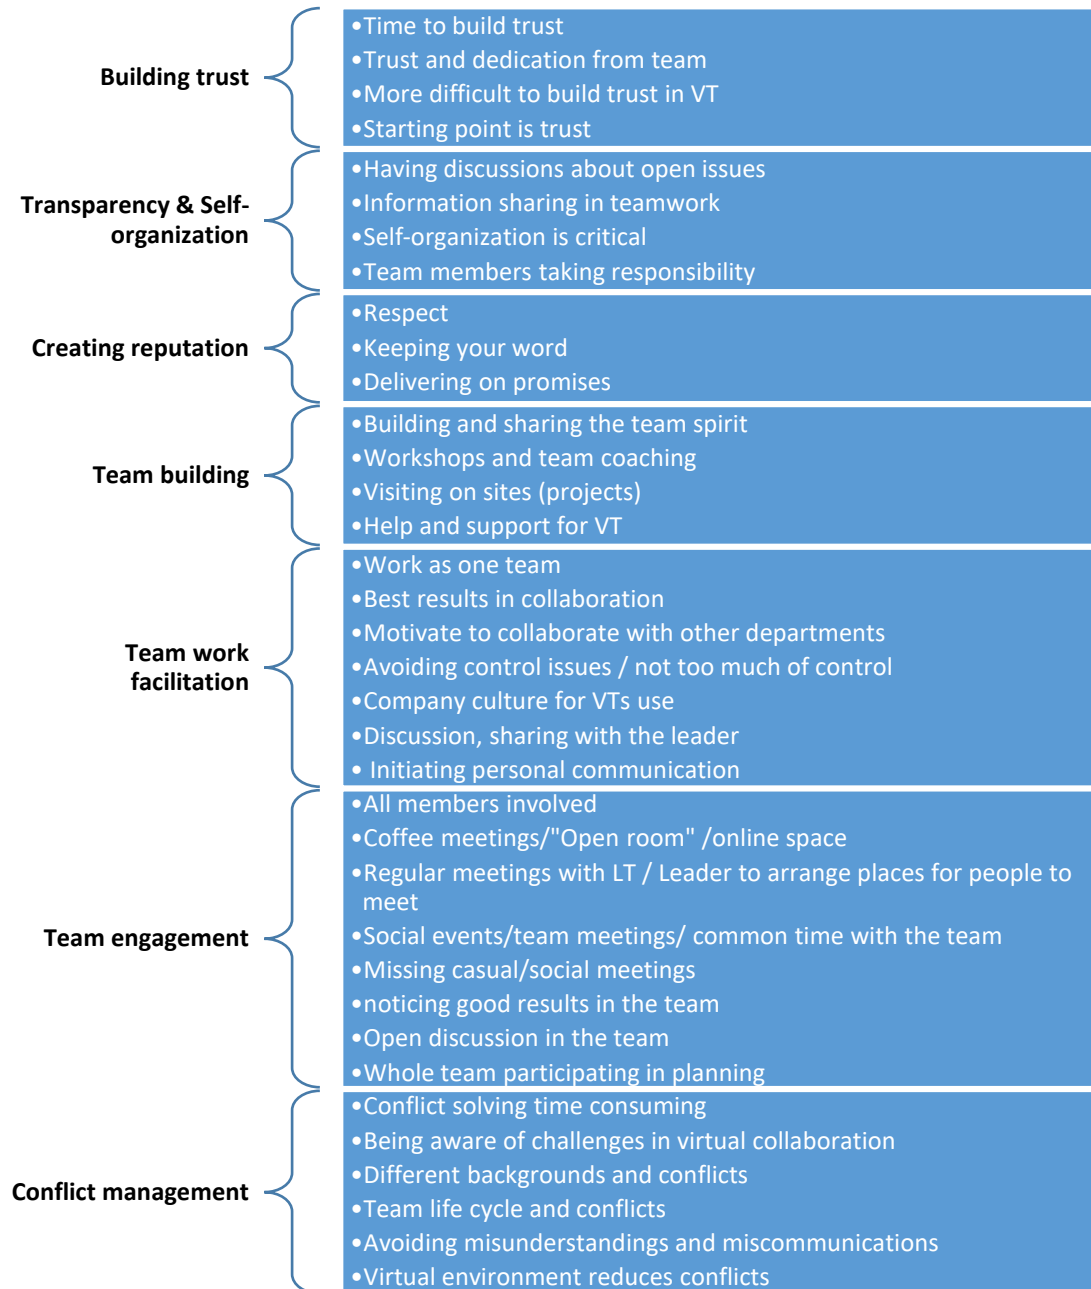 Building trust
•Time to build trust
•Trust and dedication from team
•More difficult to build trust in VT
•Starting point is trust
Transparency & Self-
organization
•Having discussions about open issues
•Information sharing in teamwork
•Self-organization is critical
•Team members taking responsibility
Creating reputation
•Respect
•Keeping your word
•Delivering on promises
Team building
•Building and sharing the team spirit
•Workshops and team coaching
•Visiting on sites (projects)
•Help and support for VT
Team work
facilitation
•Work as one team
•Best results in collaboration
•Motivate to collaborate with other departments
•Avoiding control issues / not too much of control
•Company culture for VTs use
•Discussion, sharing with the leader
• Initiating personal communication
Team engagement
•All members involved
•Coffee meetings/"Open room" /online space
•Regular meetings with LT / Leader to arrange places for people to
meet
•Social events/team meetings/ common time with the team
•Missing casual/social meetings
•noticing good results in the team
•Open discussion in the team
•Whole team participating in planning
Conflict management
•Conflict solving time consuming
•Being aware of challenges in virtual collaboration
•Different backgrounds and conflicts
•Team life cycle and conflicts
•Avoiding misunderstandings and miscommunications
•Virtual environment reduces conflicts